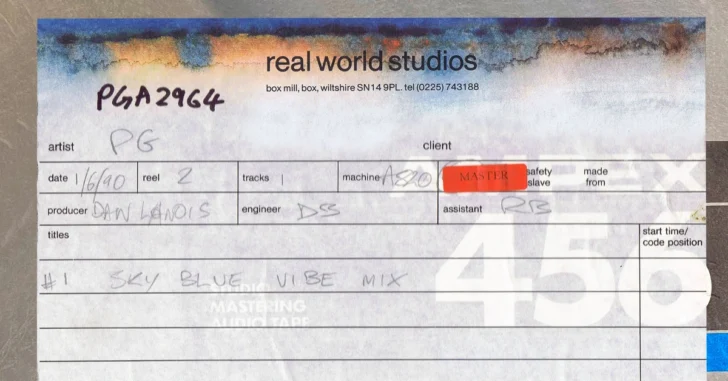 real world studios
box mill, box, wiltshire SN14 9PL. tel (0225) 743188
PGA2964
artist PG client
date 1/6/90 reel 2 tracks 1 machine A820 MASTER safety slave made from
producer DAN LANOIS engineer DS assistant RB
titles start time/ code position
#1 SKY BLUE VIBE MIX
456
MASTERING
AUDIO TAPE